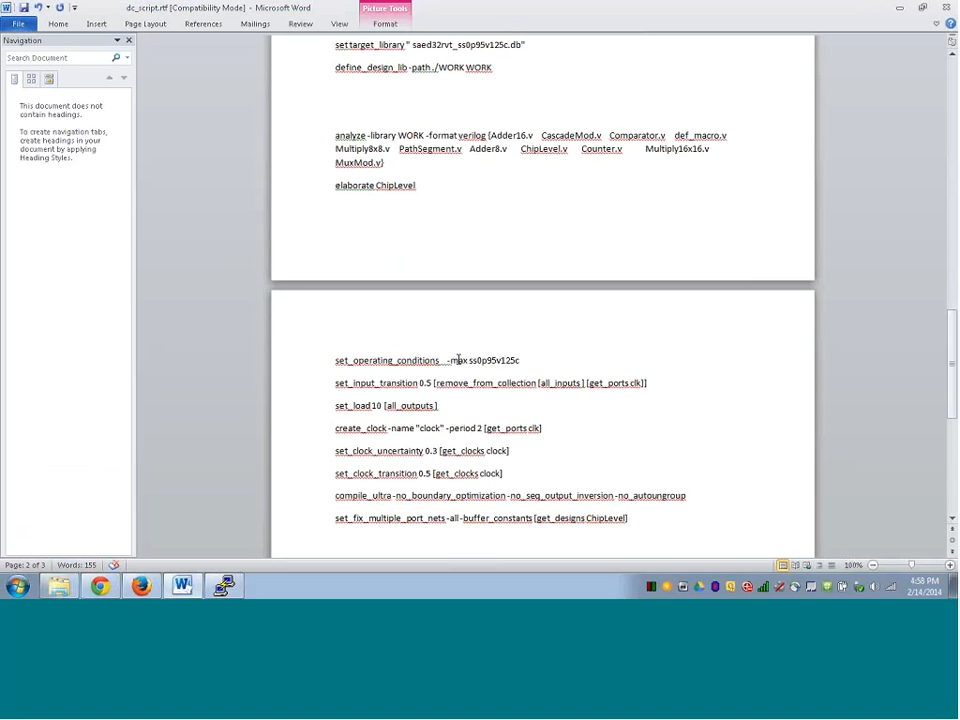 dc_script.rtf [Compatibility Mode] - Microsoft Word
Picture Tools
File Home Insert Page Layout References Mailings Review View Format
Navigation
Search Document
This document does not
contain headings.
To create navigation tabs,
create headings in your
document by applying
Heading Styles.
set target_library " saed32rvt_ss0p95v125c.db"
define_design_lib -path ./WORK WORK
analyze -library WORK -format verilog {Adder16.v CascadeMod.v Comparator.v def_macro.v
Multiply8x8.v PathSegment.v Adder8.v ChipLevel.v Counter.v Multiply16x16.v
MuxMod.v}
elaborate ChipLevel
set_operating_conditions -max ss0p95v125c
set_input_transition 0.5 [remove_from_collection [all_inputs ] [get_ports clk]]
set_load 10 [all_outputs ]
create_clock -name "clock" -period 2 [get_ports clk]
set_clock_uncertainty 0.3 [get_clocks clock]
set_clock_transition 0.5 [get_clocks clock]
compile_ultra -no_boundary_optimization -no_seq_output_inversion -no_autoungroup
set_fix_multiple_port_nets -all -buffer_constants [get_designs ChipLevel]
Page: 2 of 3 Words: 155 100%
4:58 PM
2/14/2014